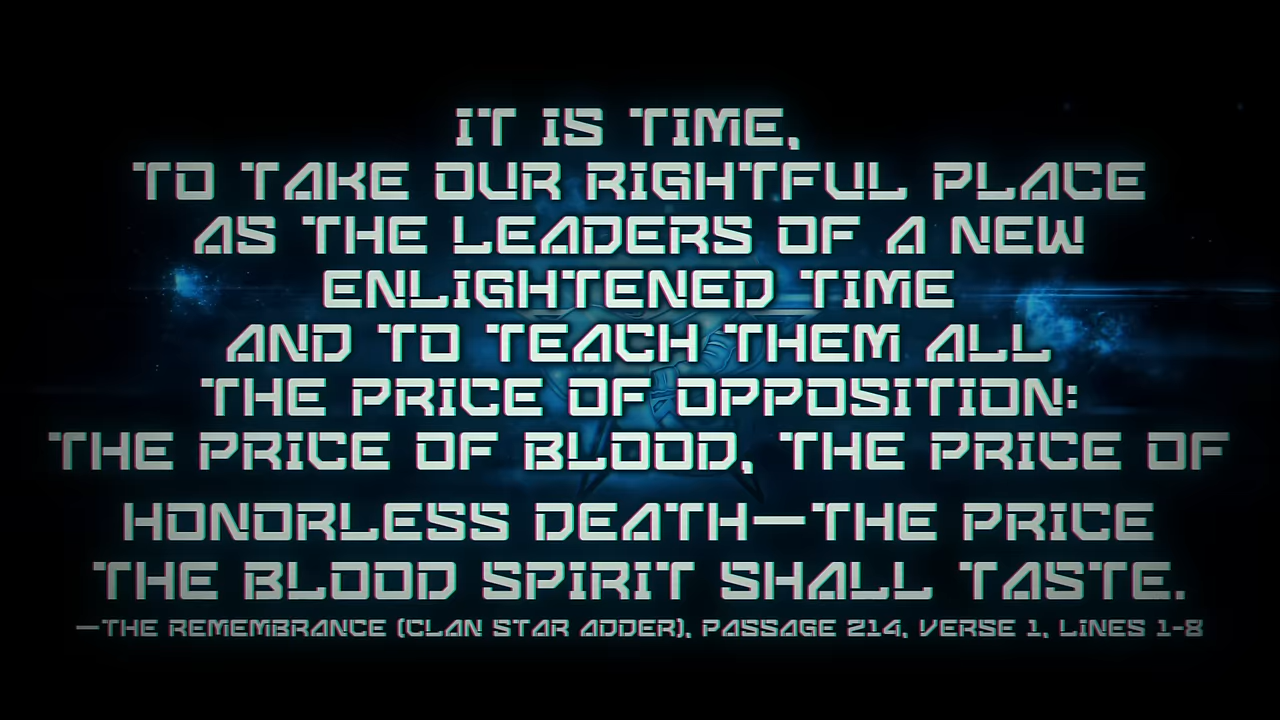 IT IS TIME,
TO TAKE OUR RIGHTFUL PLACE
AS THE LEADERS OF A NEW
ENLIGHTENED TIME
AND TO TEACH THEM ALL
THE PRICE OF OPPOSITION:
THE PRICE OF BLOOD, THE PRICE OF
HONORLESS DEATH—THE PRICE
THE BLOOD SPIRIT SHALL TASTE.
—THE REMEMBRANCE (CLAN STAR ADDER), PASSAGE 214, VERSE 1, LINES 1-8